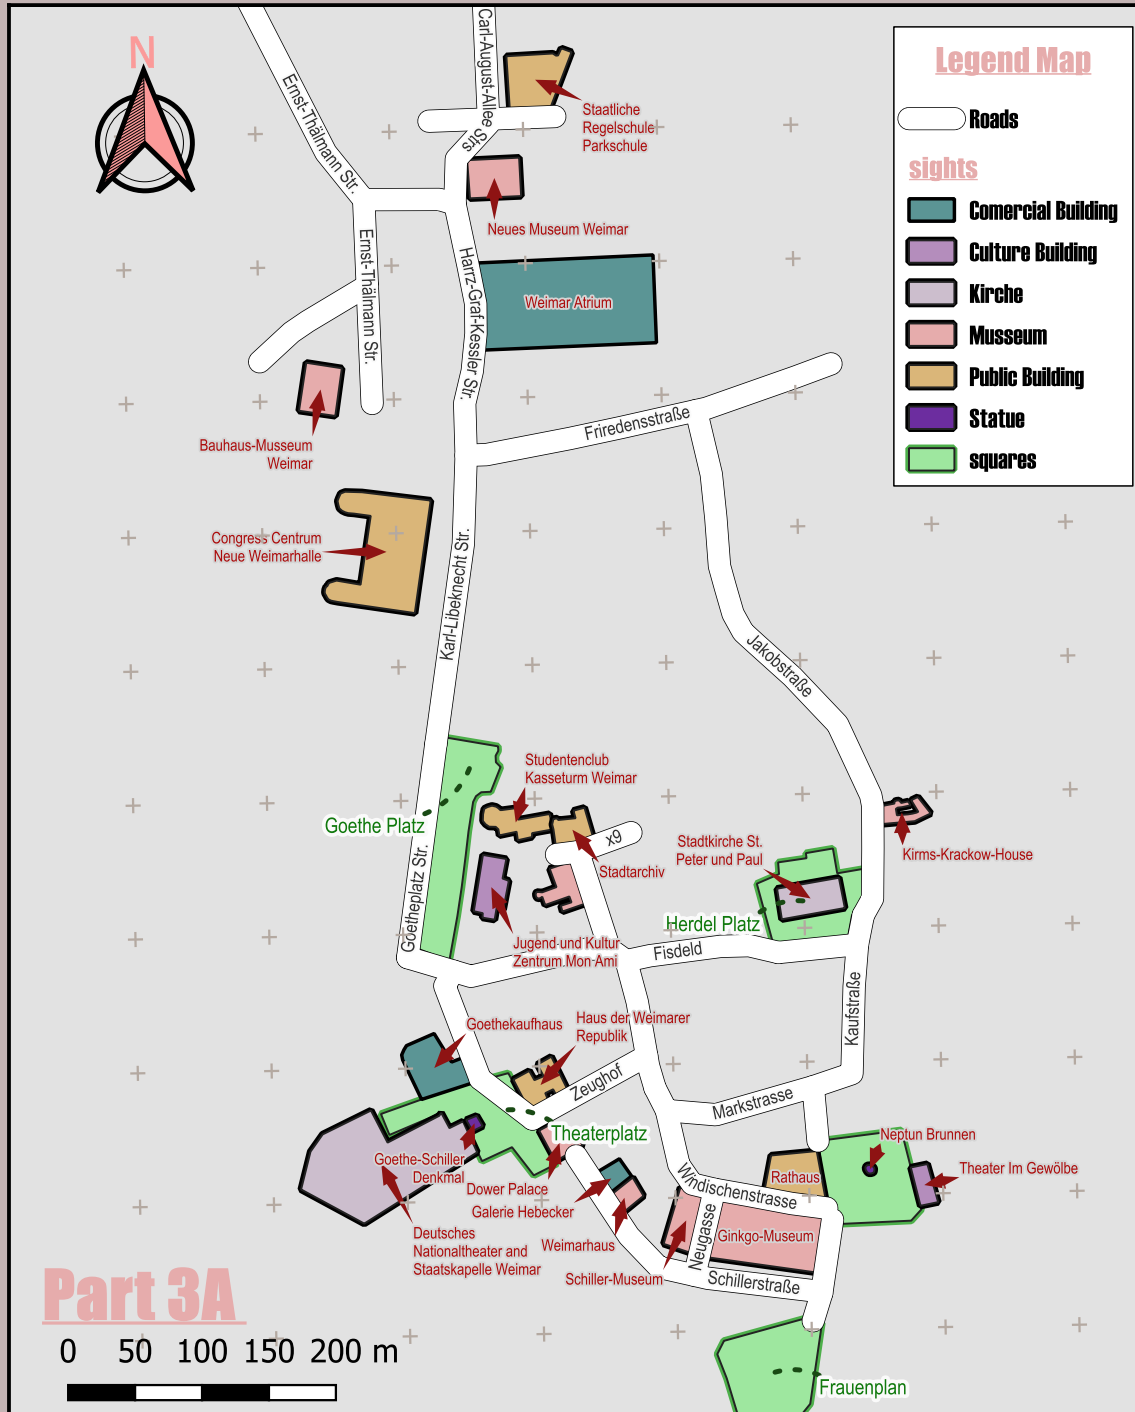 N
Legend Map
Roads
sights
Comercial Building
Culture Building
Kirche
Musseum
Public Building
Statue
squares
Ernst-Thälmann Str.
Carl-August-Allee
Strs
Staatliche
Regelschule
Parkschule
Neues Museum Weimar
Ernst-Thälmann Str.
Harrz-Graf-Kessler Str.
Weimar Atrium
Bauhaus-Musseum
Weimar
Friredensstraße
Congress Centrum
Neue Weimarhalle
Karl-Libeknecht Str.
Jakobstraße
Studentenclub
Kasseturm Weimar
Goethe Platz
x9
Stadtarchiv
Stadtkirche St.
Peter und Paul
Kirms-Krackow-House
Goetheplatz Str.
Herdel Platz
Jugend und Kultur
Zentrum Mon Ami
Fisdeld
Kaufstraße
Goethekaufhaus
Haus der Weimarer
Republik
Zeughof
Markstrasse
Theaterplatz
Neptun Brunnen
Goethe-Schiller
Denkmal
Dower Palace
Galerie Hebecker
Windischenstrasse
Rathaus
Theater Im Gewölbe
Deutsches
Nationaltheater and
Staatskapelle Weimar
Weimarhaus
Neugasse
Ginkgo-Museum
Schiller-Museum
Schillerstraße
Part 3A
0 50 100 150 200 m
Frauenplan